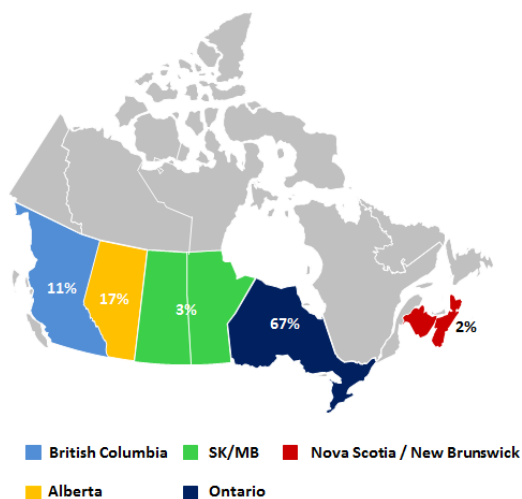 11%
17%
3%
67%
2%
British Columbia
SK/MB
Nova Scotia / New Brunswick
Alberta
Ontario